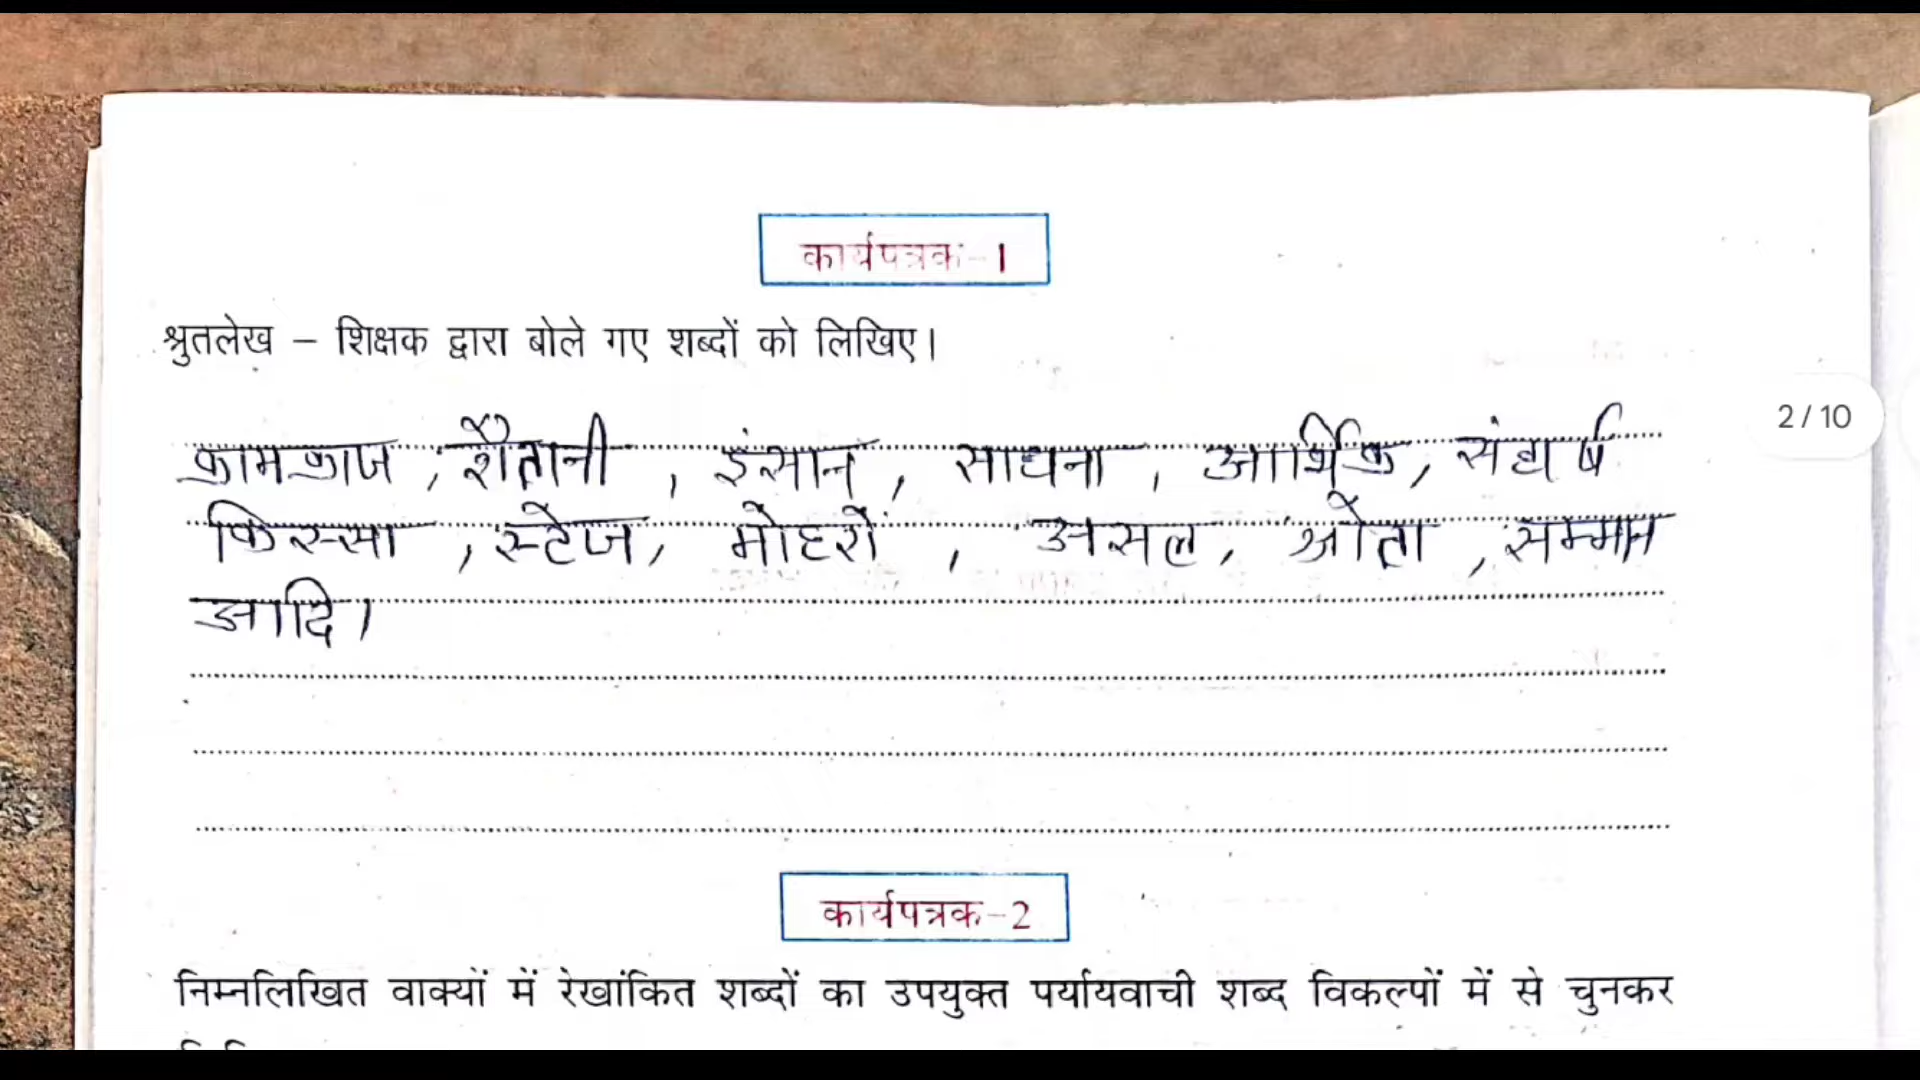 कार्यपत्रक-1
श्रुतलेख – शिक्षक द्वारा बोले गए शब्दों को लिखिए।
2 / 10
कामकाज, शैतानी, इंसान, साधना, आर्थिक, संघर्ष
किस्सा, स्टेज, मोहरों, असल, श्रोता, सम्मान
आदि।
कार्यपत्रक-2
निम्नलिखित वाक्यों में रेखांकित शब्दों का उपयुक्त पर्यायवाची शब्द विकल्पों में से चुनकर